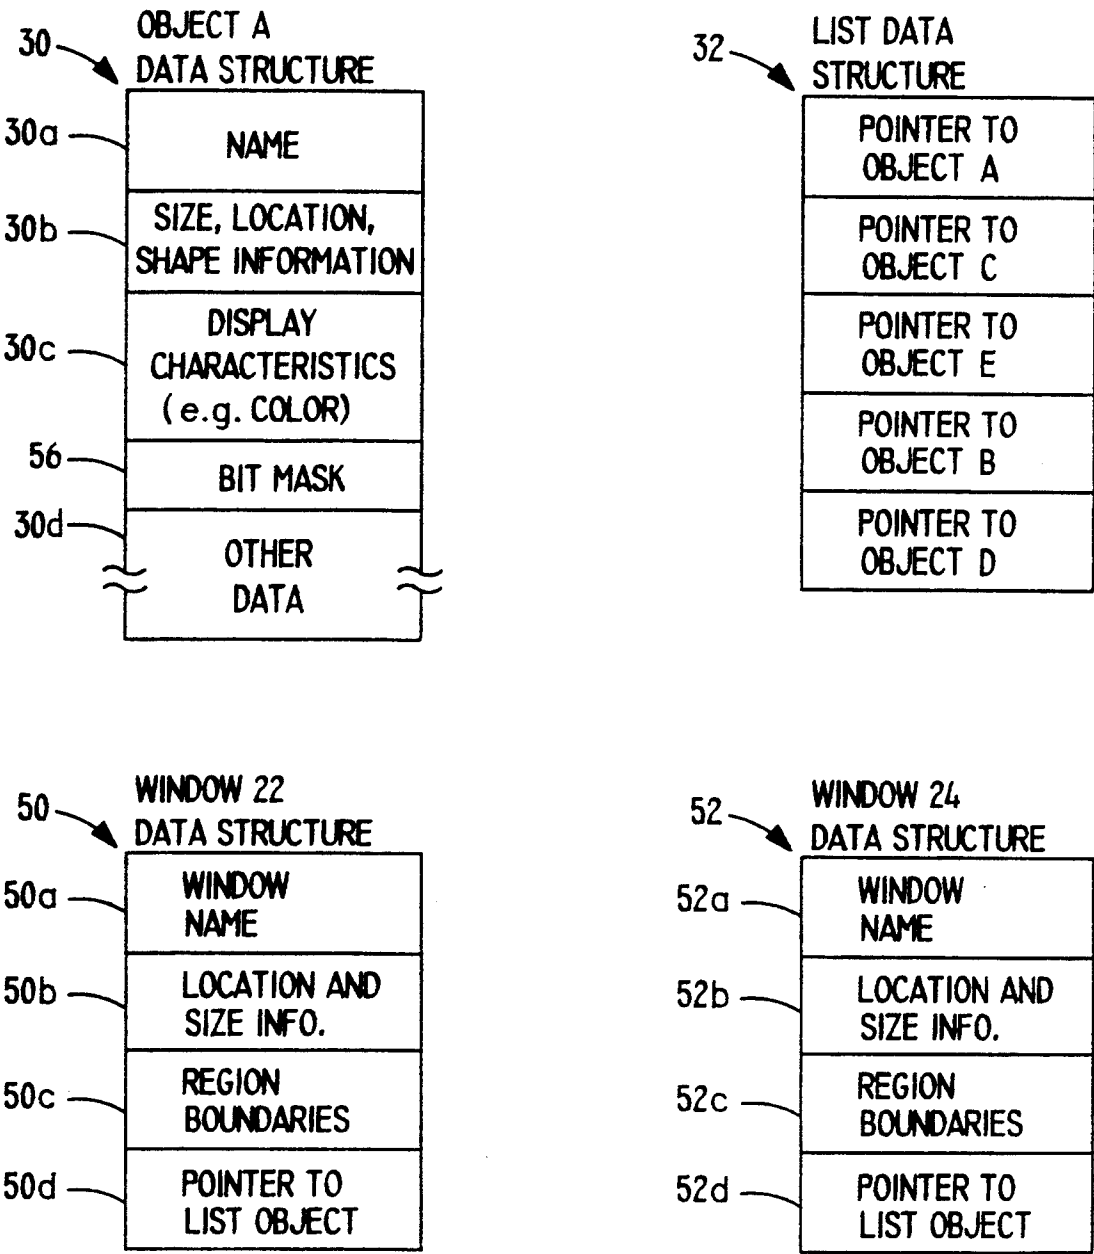 OBJECT A
DATA STRUCTURE
30
30a
NAME
30b
SIZE, LOCATION,
SHAPE INFORMATION
30c
DISPLAY
CHARACTERISTICS
(e.g. COLOR)
56
BIT MASK
30d
OTHER
DATA
LIST DATA
STRUCTURE
32
POINTER TO
OBJECT A
POINTER TO
OBJECT C
POINTER TO
OBJECT E
POINTER TO
OBJECT B
POINTER TO
OBJECT D
WINDOW 22
DATA STRUCTURE
50
50a
WINDOW
NAME
50b
LOCATION AND
SIZE INFO.
50c
REGION
BOUNDARIES
50d
POINTER TO
LIST OBJECT
WINDOW 24
DATA STRUCTURE
52
52a
WINDOW
NAME
52b
LOCATION AND
SIZE INFO.
52c
REGION
BOUNDARIES
52d
POINTER TO
LIST OBJECT